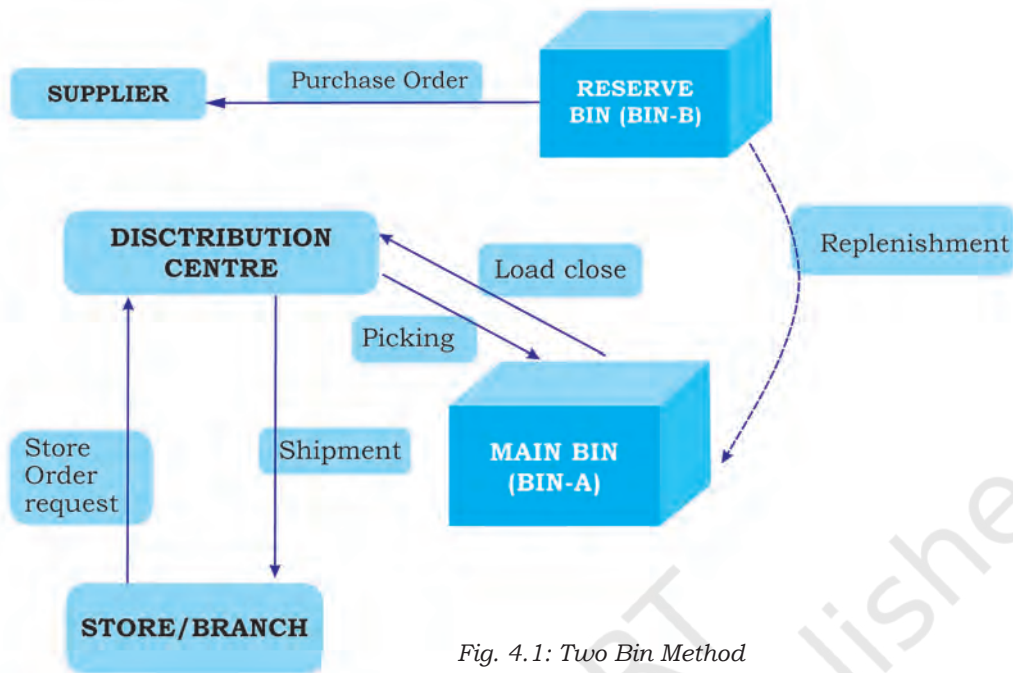 SUPPLIER
Purchase Order
RESERVE
BIN (BIN-B)
DISCTRIBUTION
CENTRE
Load close
Replenishment
Picking
Store
Order
request
Shipment
MAIN BIN
(BIN-A)
STORE/BRANCH
Fig. 4.1: Two Bin Method